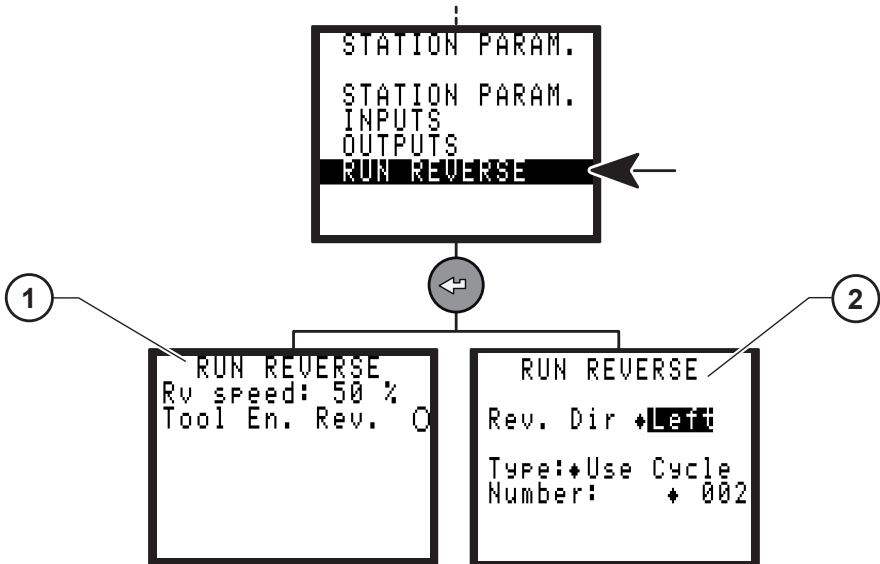 STATION PARAM.
STATION PARAM.
INPUTS
OUTPUTS
RUN REVERSE
1
2
RUN REVERSE
Rv speed: 50 %
Tool En. Rev.
RUN REVERSE
Rev. Dir Left
Type: Use Cycle
Number: 002